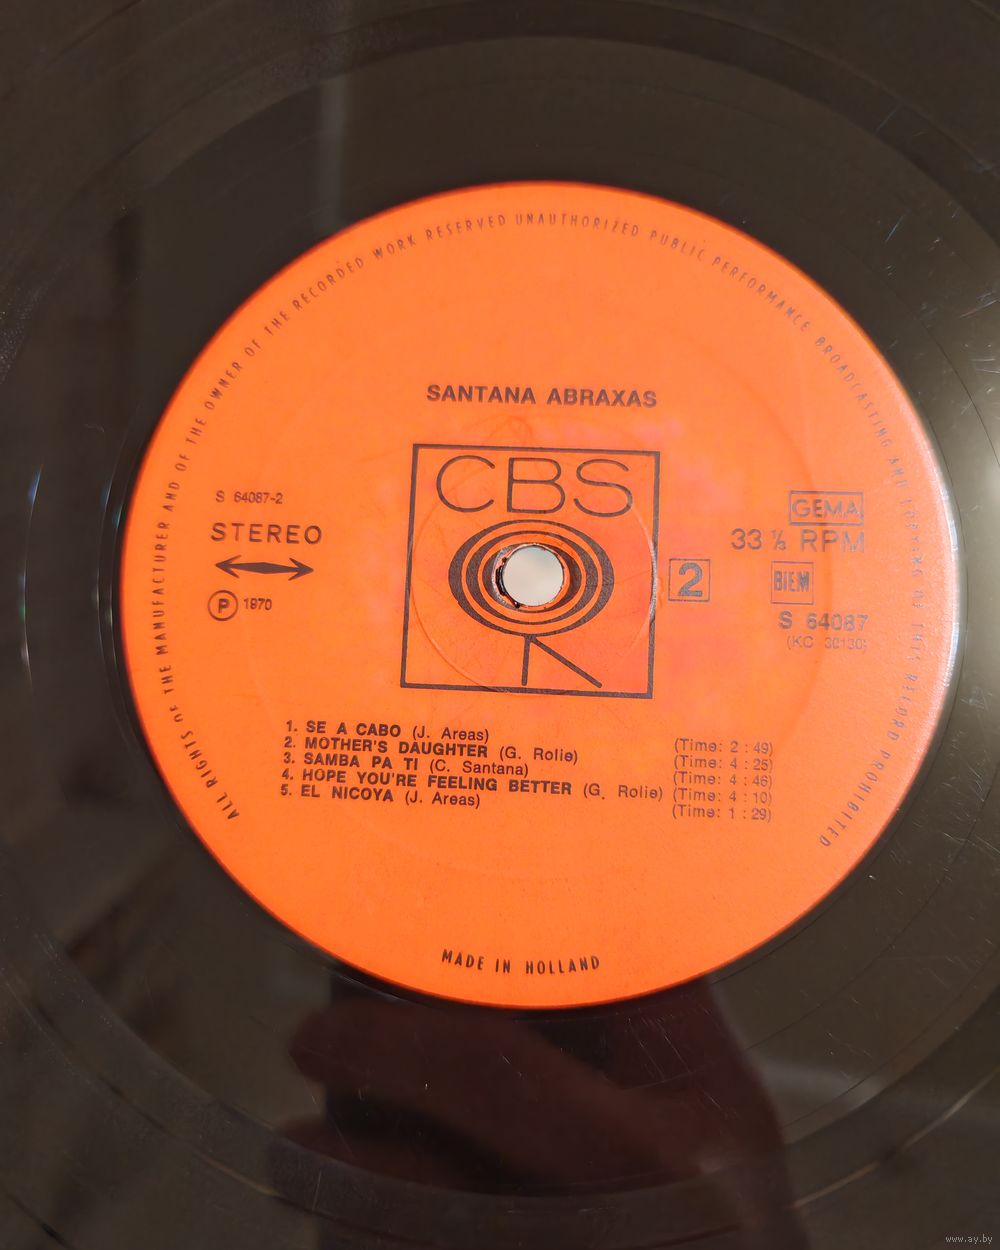 ALL RIGHTS OF THE MANUFACTURER AND OF THE OWNER OF THE RECORDED WORK RESERVED UNAUTHORIZED PUBLIC PERFORMANCE BROADCASTING AND COPYING OF THIS RECORD PROHIBITED
SANTANA ABRAXAS
CBS
S 64087-2
STEREO
P 1970
2
GEMA
33⅓ RPM
BIEM
S 64087
(KC 30130)
1. SE A CABO (J. Areas) (Time: 2 : 49)
2. MOTHER'S DAUGHTER (G. Rolie) (Time: 4 : 25)
3. SAMBA PA TI (C. Santana) (Time: 4 : 46)
4. HOPE YOU'RE FEELING BETTER (G. Rolie) (Time: 4 : 10)
5. EL NICOYA (J. Areas) (Time: 1 : 29)
MADE IN HOLLAND
www.ay.by